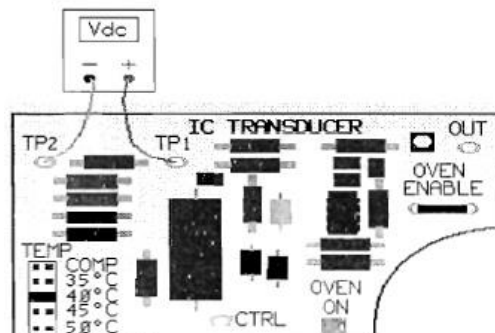 Vdc
− +
IC TRANSDUCER
TP2
TP1
OUT
OVEN
ENABLE
TEMP
COMP
35°C
40°C
45°C
50°C
OVEN
ON
CTRL